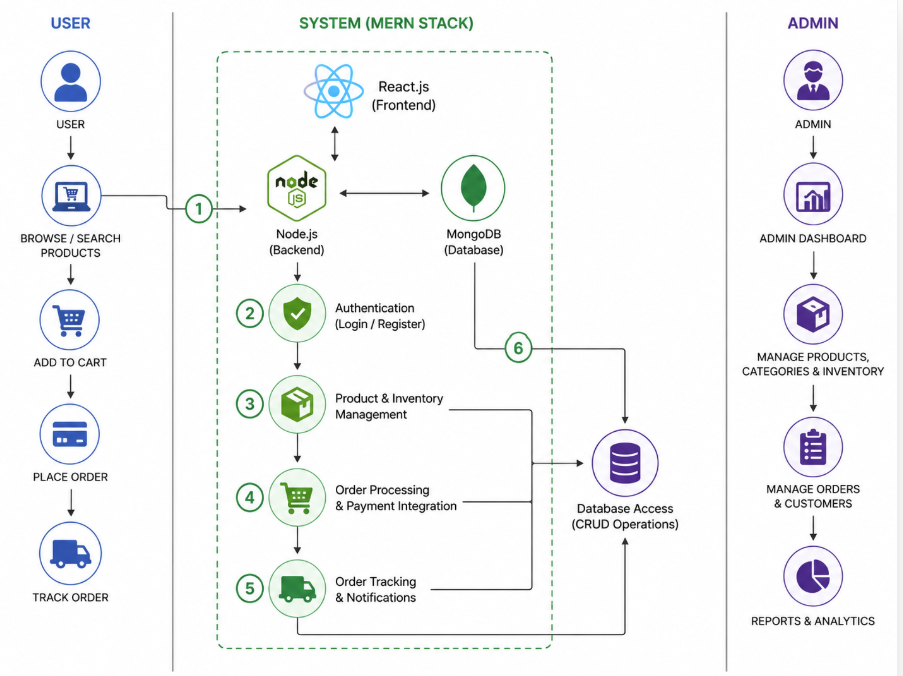 USER
SYSTEM (MERN STACK)
ADMIN
USER
BROWSE / SEARCH
PRODUCTS
ADD TO CART
PLACE ORDER
TRACK ORDER
React.js
(Frontend)
1
node
JS
Node.js
(Backend)
MongoDB
(Database)
2
Authentication
(Login / Register)
3
Product & Inventory
Management
4
Order Processing
& Payment Integration
5
Order Tracking
& Notifications
6
Database Access
(CRUD Operations)
ADMIN
ADMIN DASHBOARD
MANAGE PRODUCTS,
CATEGORIES & INVENTORY
MANAGE ORDERS
& CUSTOMERS
REPORTS & ANALYTICS